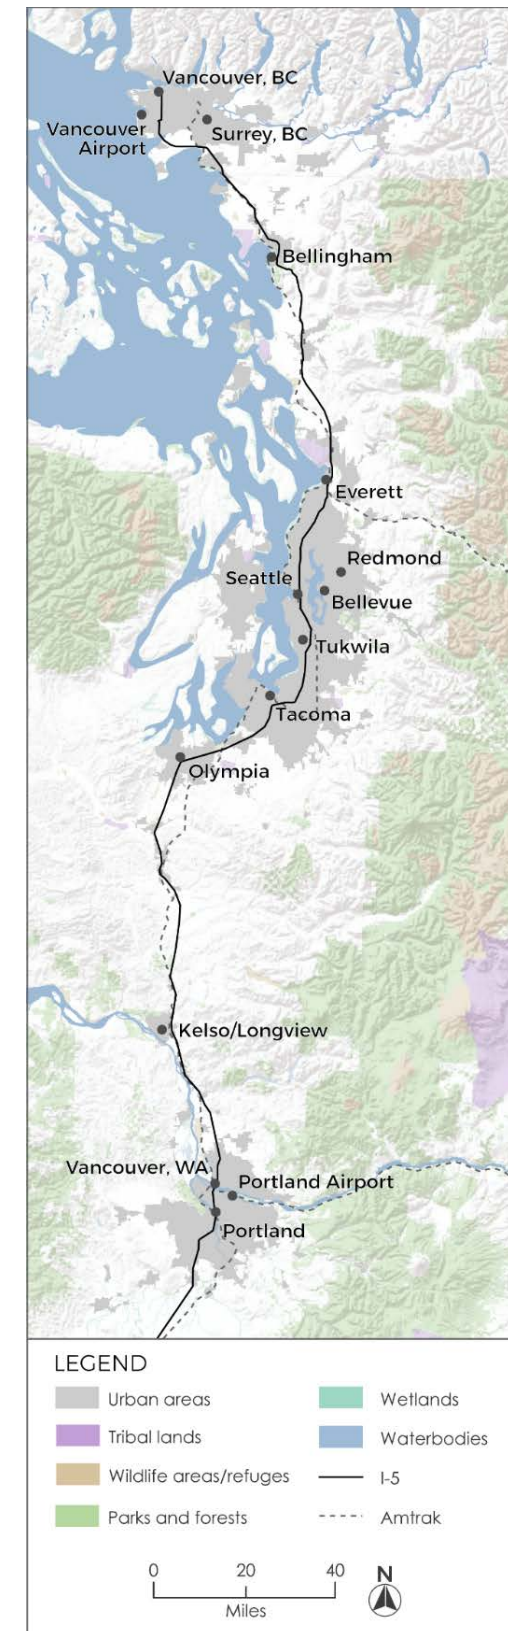 Vancouver, BC
Vancouver
Airport
Surrey, BC
Bellingham
Everett
Redmond
Seattle
Bellevue
Tukwila
Tacoma
Olympia
Kelso/Longview
Vancouver, WA
Portland Airport
Portland
LEGEND
Urban areas
Wetlands
Tribal lands
Waterbodies
Wildlife areas/refuges
I-5
Parks and forests
Amtrak
0 20 40
Miles
N